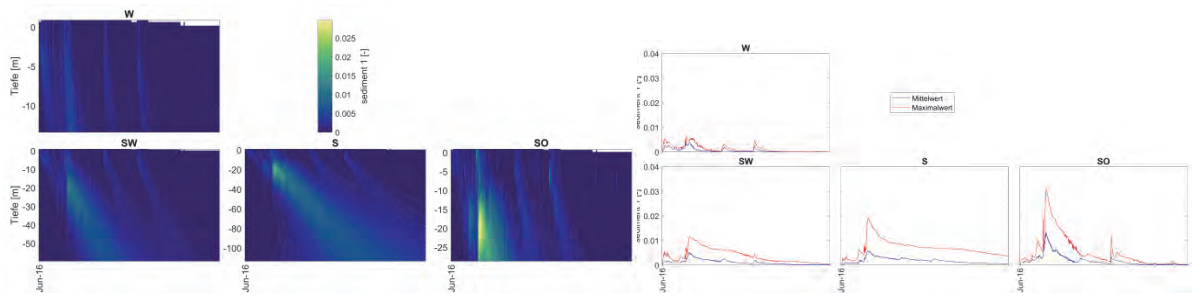 W
0
-5
-10
Tiefe [m]
0.025
0.02
0.015
0.01
0.005
0
sediment 1 [-]
SW
0
-10
-20
-30
-40
-50
Tiefe [m]
Jun-16
S
0
-20
-40
-60
-80
-100
Jun-16
SO
0
-5
-10
-15
-20
-25
W
0.04
0.03
0.02
0.01
0
Mittelwert
Maximalwert
SW
0.04
0.03
0.02
0.01
0
Jun-16
S
Jun-16
SO
Jun-16